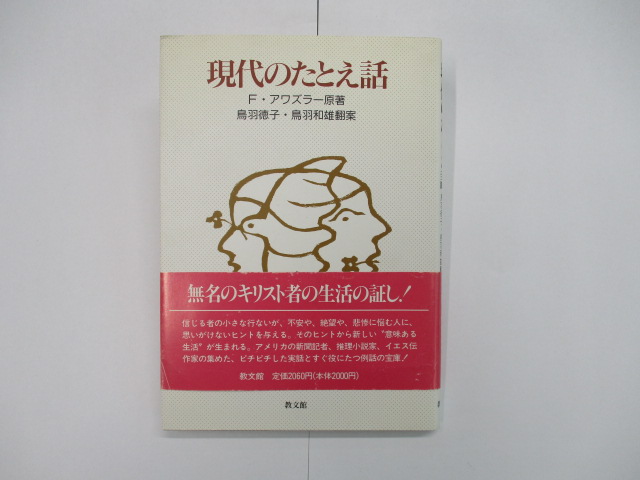 現代のたとえ話
F・アワズラー原著
鳥羽徳子・鳥羽和雄翻案
無名のキリスト者の生活の証し!
信じる者の小さな行ないが、不安や、絶望や、悲惨に悩む人に、
思いがけないヒントを与える。そのヒントから新しい“意味ある
生活”が生まれる。アメリカの新聞記者、推理小説家、イエス伝
作家の集めた、ピチピチした実話とすぐ役にたつ例話の宝庫!
教文館 定価2060円(本体2000円)
教文館